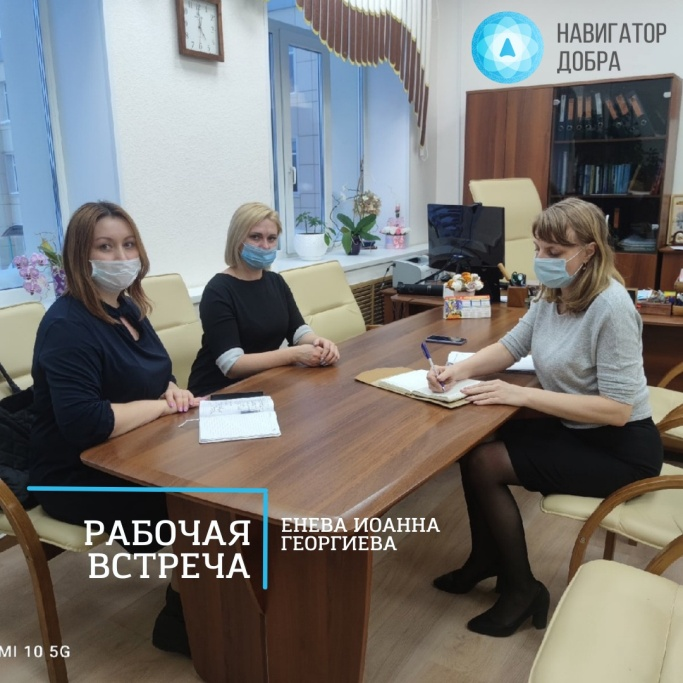 НАВИГАТОР
ДОБРА
РАБОЧАЯ
ВСТРЕЧА
ЕНЕВА ИОАННА
ГЕОРГИЕВА
MI 10 5G